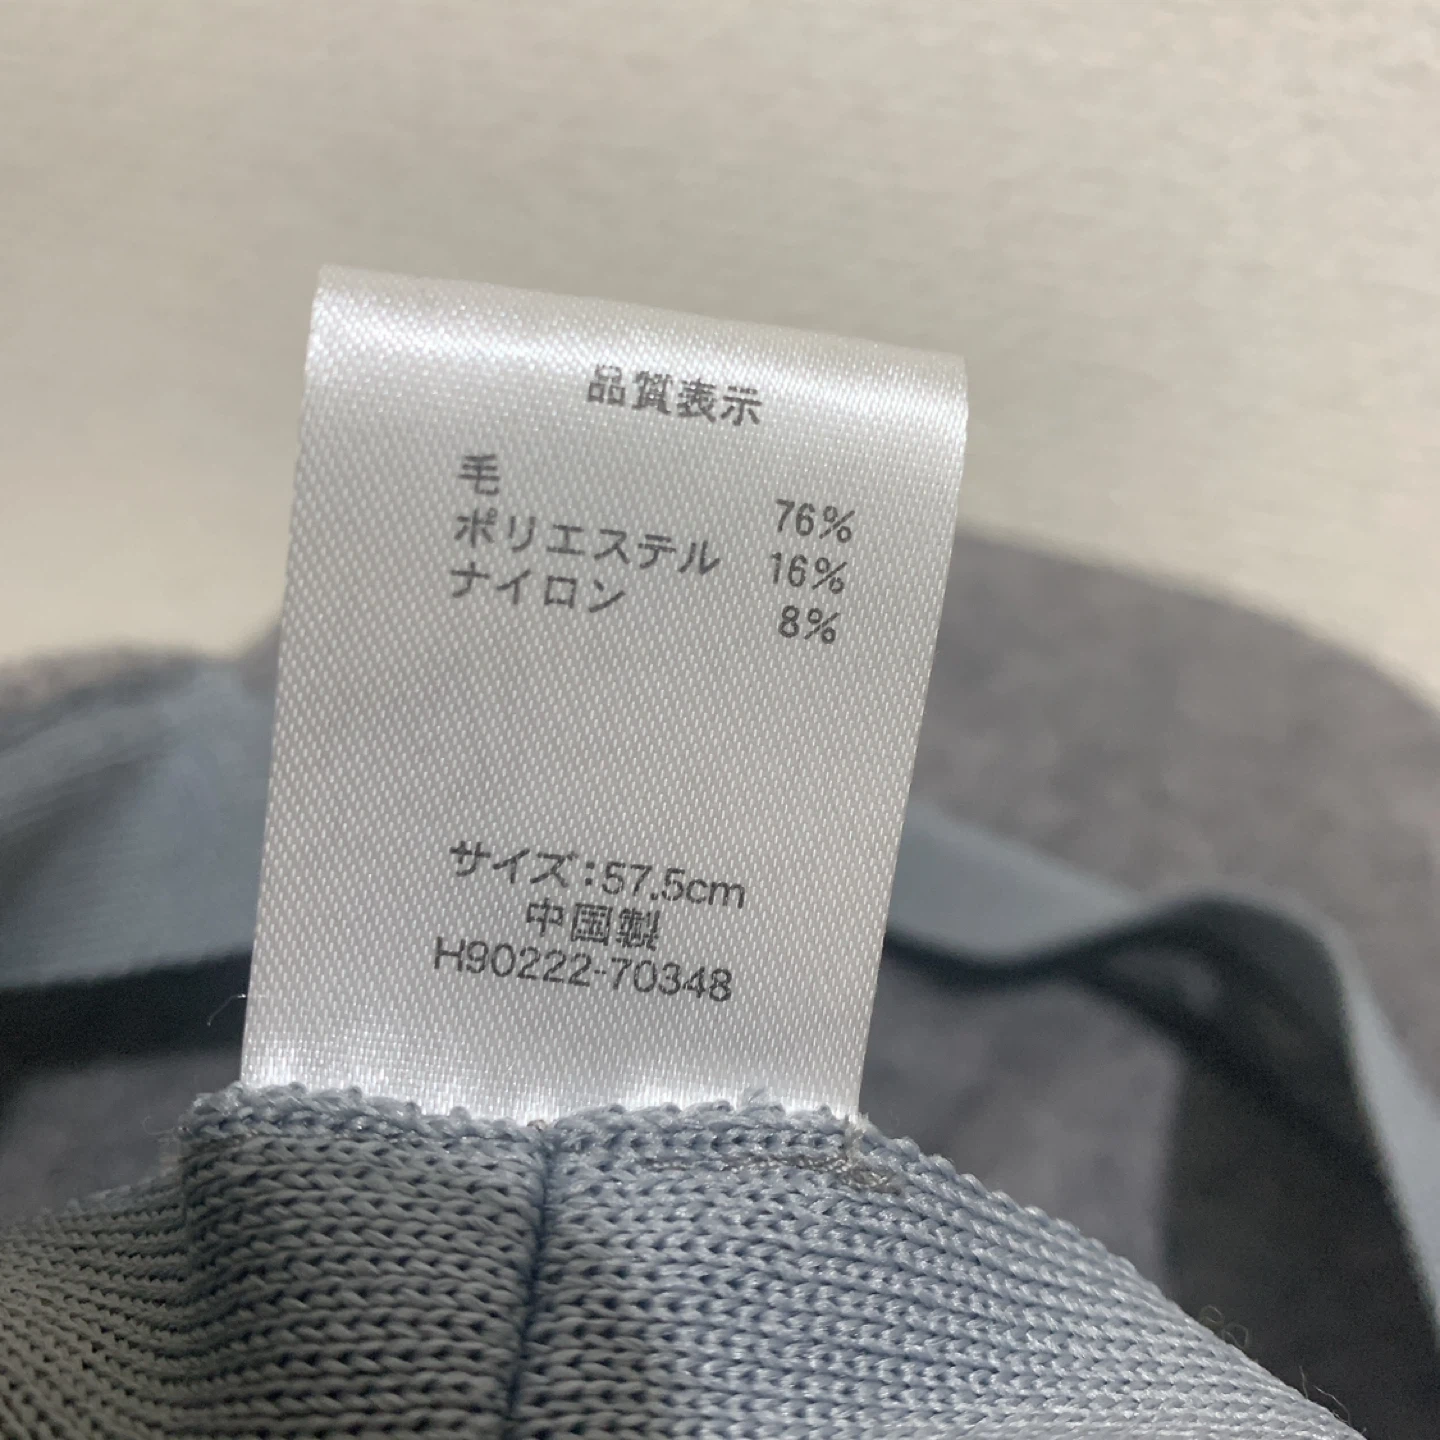 品質表示
毛 76%
ポリエステル 16%
ナイロン 8%
サイズ:57.5cm
中国製
H90222-70348